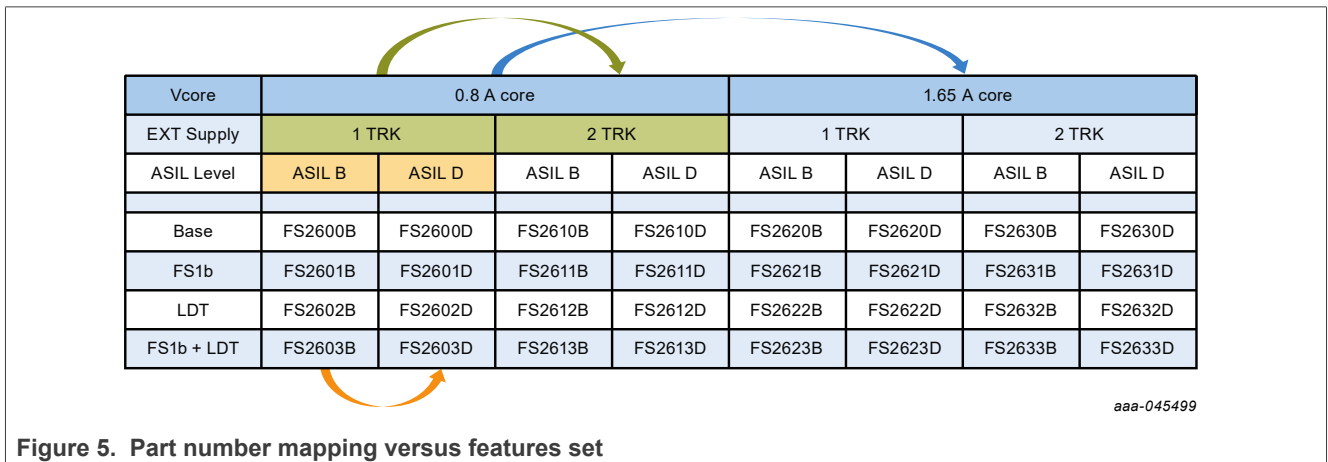 Vcore 0.8 A core 1.65 A core
EXT Supply 1 TRK 2 TRK 1 TRK 2 TRK
ASIL Level ASIL B ASIL D ASIL B ASIL D ASIL B ASIL D ASIL B ASIL D
Base FS2600B FS2600D FS2610B FS2610D FS2620B FS2620D FS2630B FS2630D
FS1b FS2601B FS2601D FS2611B FS2611D FS2621B FS2621D FS2631B FS2631D
LDT FS2602B FS2602D FS2612B FS2612D FS2622B FS2622D FS2632B FS2632D
FS1b + LDT FS2603B FS2603D FS2613B FS2613D FS2623B FS2623D FS2633B FS2633D
aaa-045499
Figure 5. Part number mapping versus features set